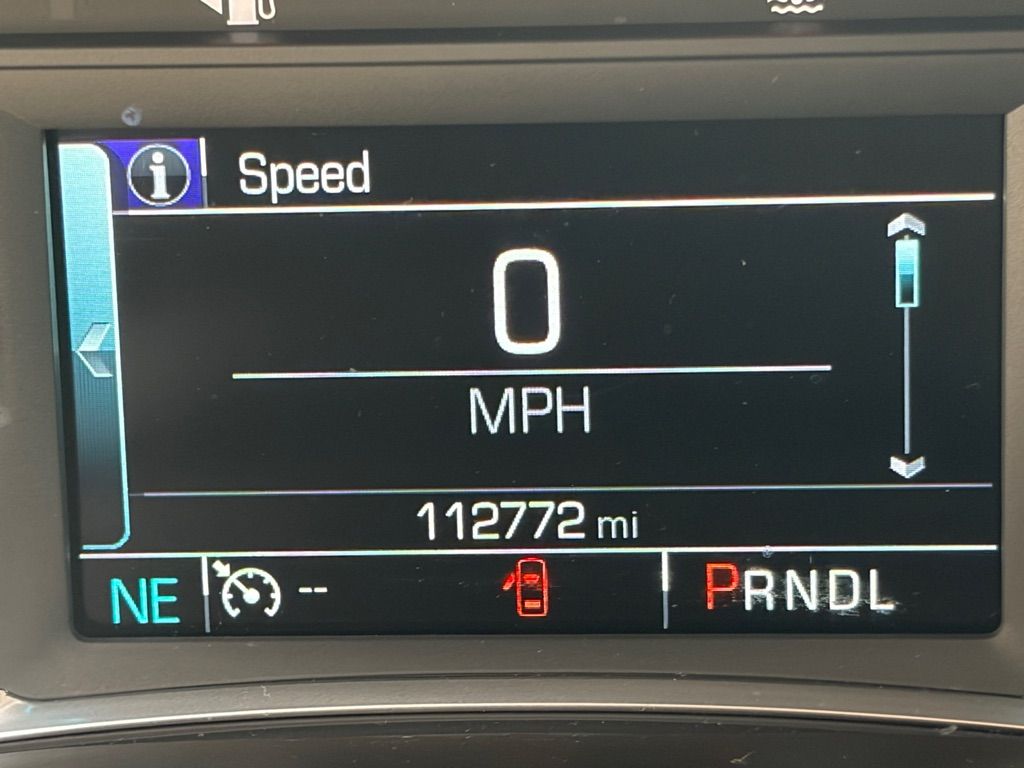 i Speed
0
MPH
112772 mi
NE -- PRNDL